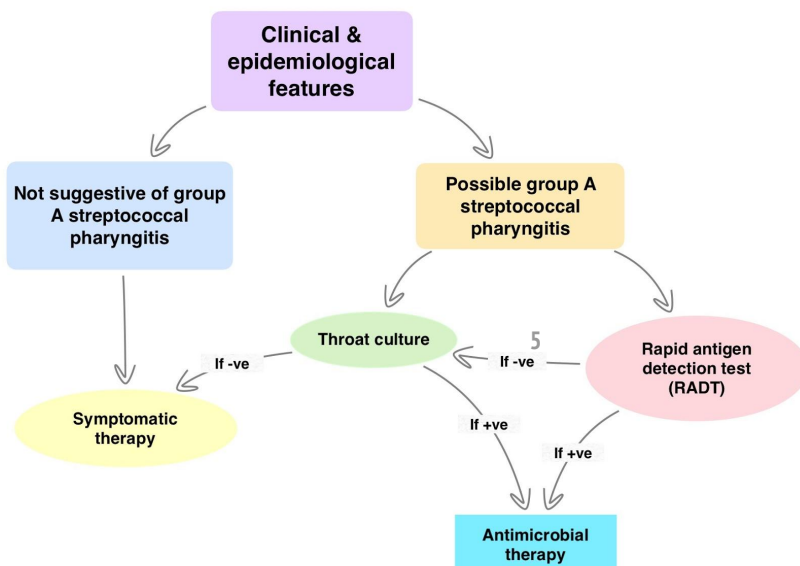 Clinical &
epidemiological
features
Not suggestive of group
A streptococcal
pharyngitis
Possible group A
streptococcal
pharyngitis
Throat culture
5
If -ve
If -ve
Rapid antigen
detection test
(RADT)
Symptomatic
therapy
If +ve
If +ve
Antimicrobial
therapy